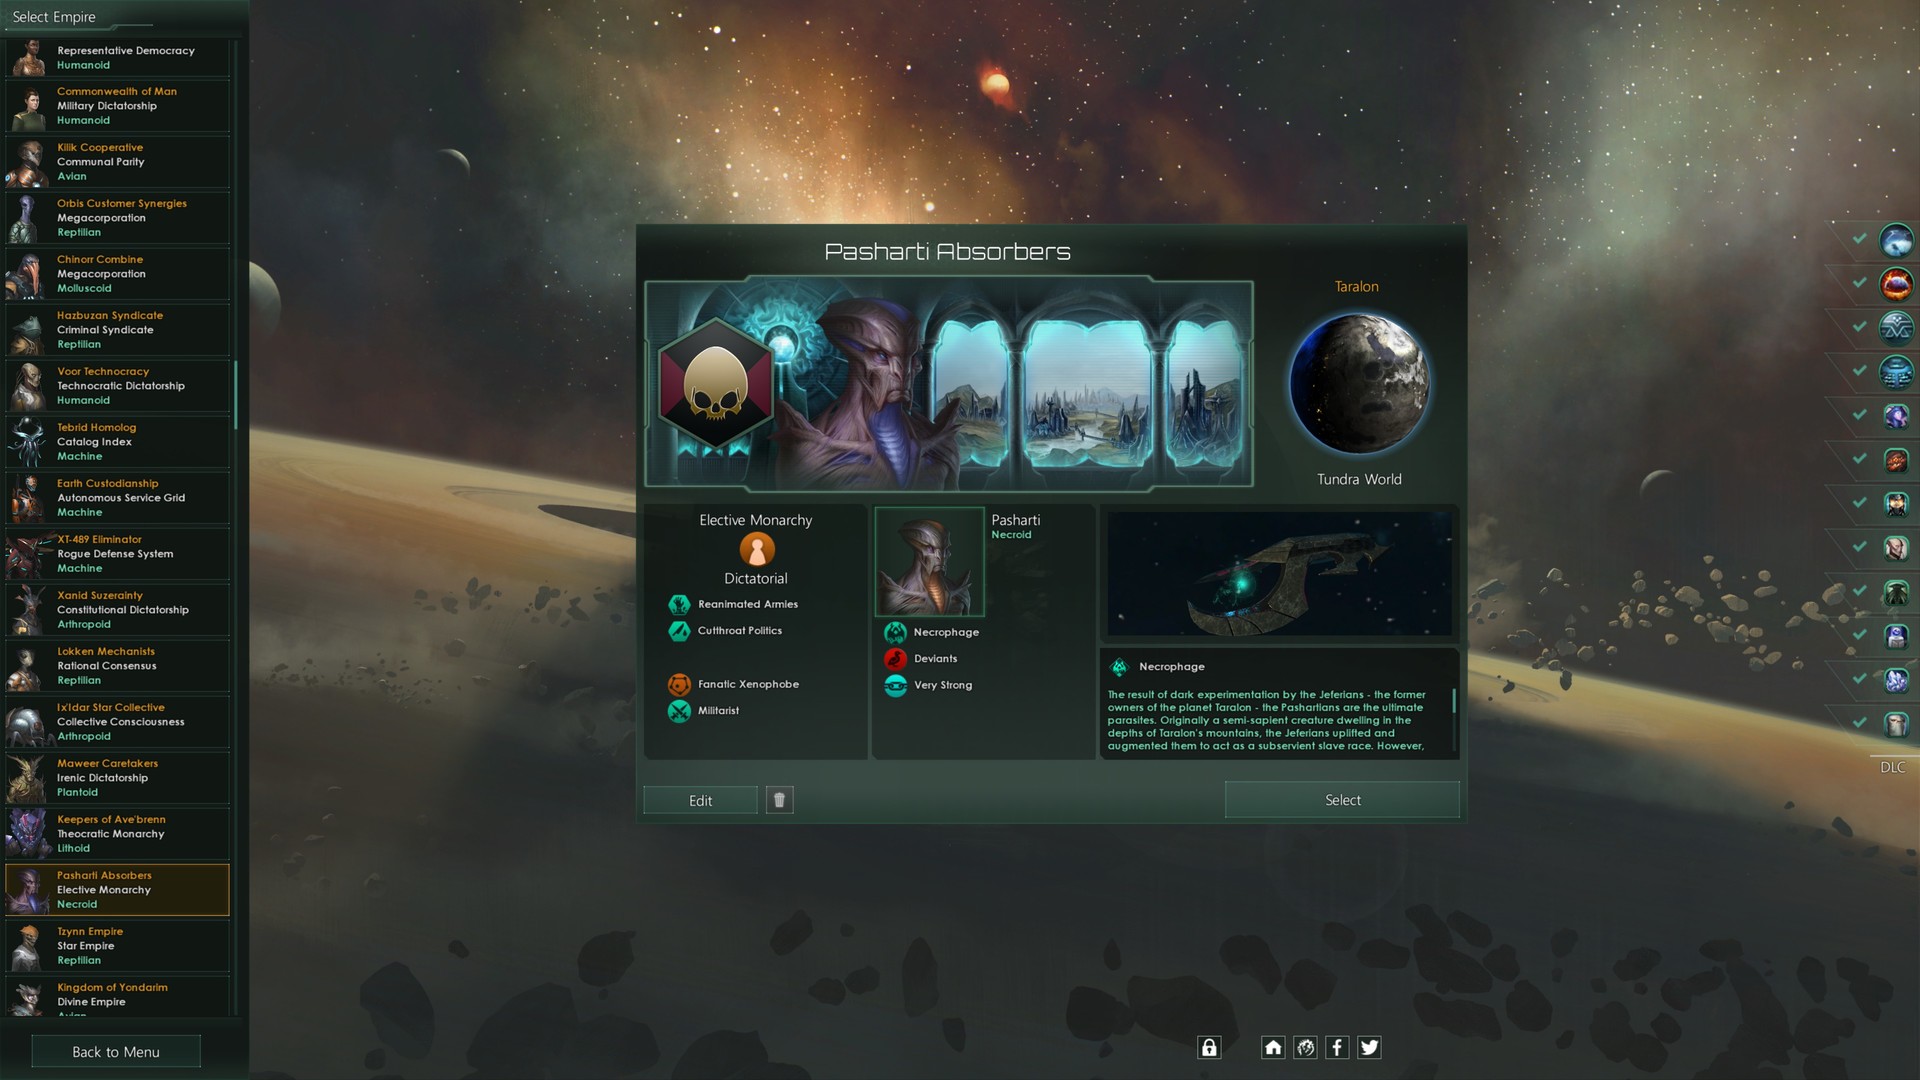 Select Empire
Representative Democracy
Humanoid
Commonwealth of Man
Military Dictatorship
Humanoid
Kilik Cooperative
Communal Parity
Avian
Orbis Customer Synergies
Megacorporation
Reptilian
Chinorr Combine
Megacorporation
Molluscoid
Hazbuzan Syndicate
Criminal Syndicate
Reptilian
Voor Technocracy
Technocratic Dictatorship
Humanoid
Tebrid Homolog
Catalog Index
Machine
Earth Custodianship
Autonomous Service Grid
Machine
XT-489 Eliminator
Rogue Defense System
Machine
Xanid Suzerainty
Constitutional Dictatorship
Arthropoid
Lokken Mechanists
Rational Consensus
Reptilian
Ix'Idar Star Collective
Collective Consciousness
Arthropoid
Maweer Caretakers
Irenic Dictatorship
Plantoid
Keepers of Ave'brenn
Theocratic Monarchy
Lithoid
Pasharti Absorbers
Elective Monarchy
Necroid
Tzynn Empire
Star Empire
Reptilian
Kingdom of Yondarim
Divine Empire
Avian
Back to Menu
Pasharti Absorbers
Taralon
Tundra World
Elective Monarchy
Dictatorial
Reanimated Armies
Cutthroat Politics
Fanatic Xenophobe
Militarist
Pasharti
Necroid
Necrophage
Deviants
Very Strong
Necrophage
The result of dark experimentation by the Jeferians - the former
owners of the planet Taralon - the Pashartians are the ultimate
parasites. Originally a semi-sapient creature dwelling in the
depths of Taralon's mountains, the Jeferians uplifted and
augmented them to act as a subservient slave race. However,
Edit
Select
DLC